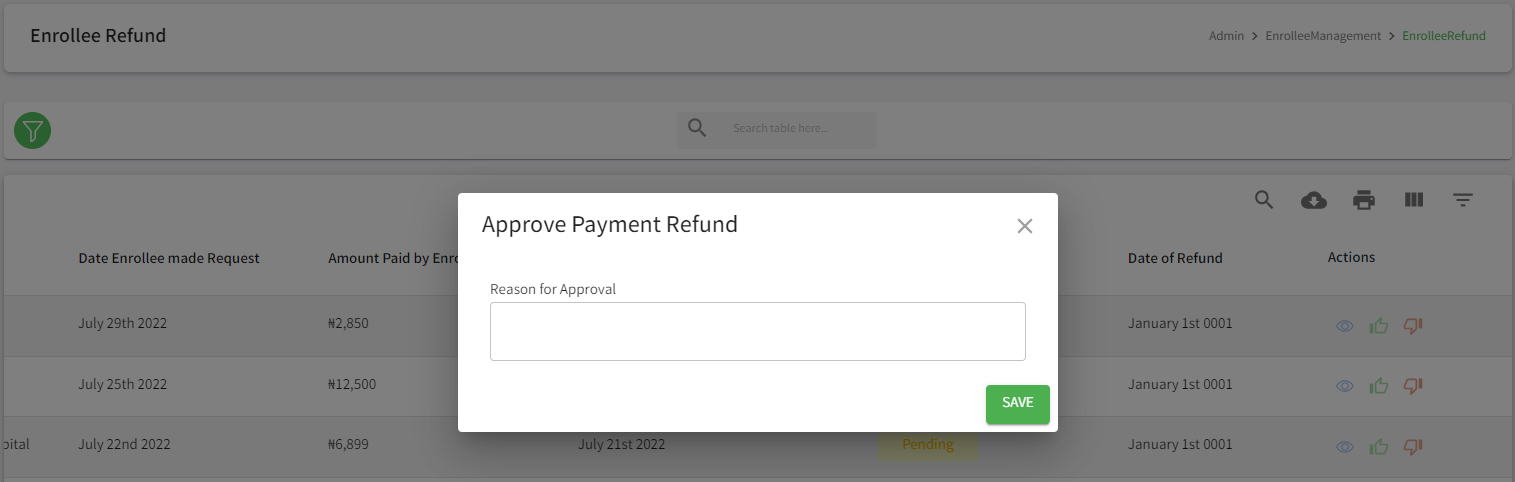 Enrollee Refund
Admin > EnrolleeManagement > EnrolleeRefund
Search table here...
Approve Payment Refund
Reason for Approval
SAVE
Date Enrollee made Request Amount Paid by Enro Date of Refund Actions
July 29th 2022 ₦2,850 January 1st 0001
July 25th 2022 ₦12,500 January 1st 0001
pital July 22nd 2022 ₦6,899 July 21st 2022 Pending January 1st 0001